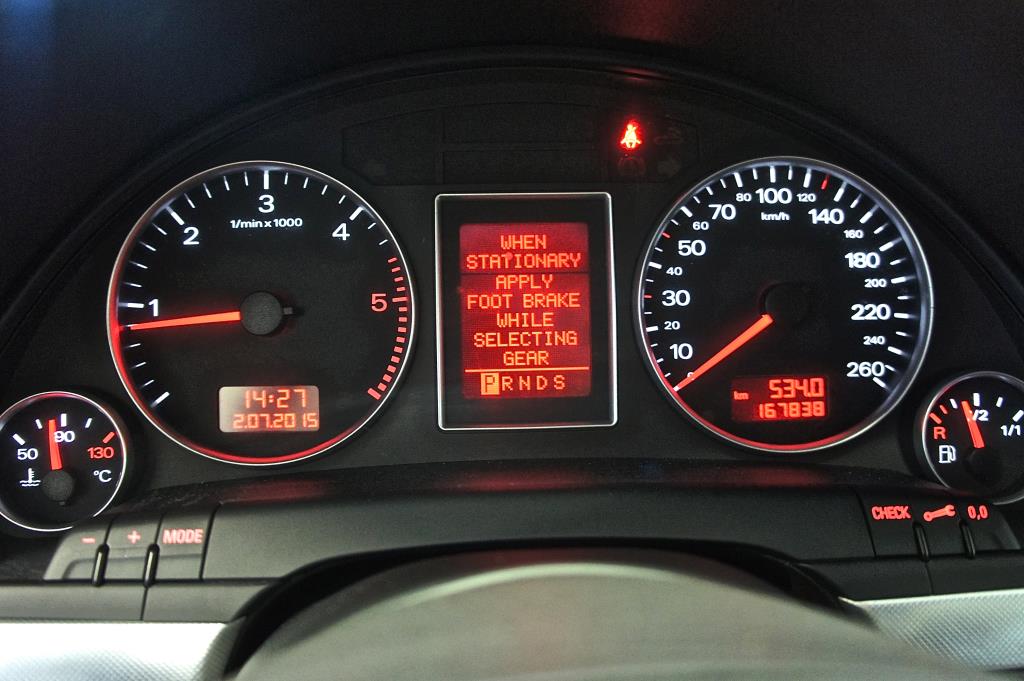 1
2
3
4
5
1/min x 1000
14:27
2.07.2015
50
90
130
°C
WHEN
STATIONARY
APPLY
FOOT BRAKE
WHILE
SELECTING
GEAR
PRNDS
10
20
30
40
50
60
70
80
100
120
140
160
180
200
220
240
260
km/h
534.0
km 167838
R
1/2
1/1
- + MODE
CHECK 0,0